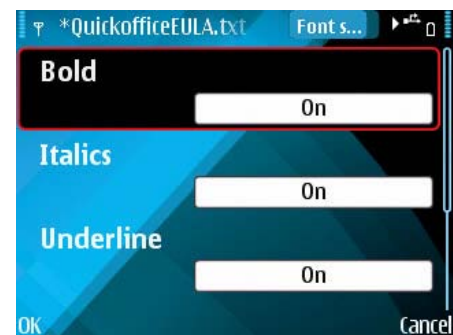 *QuickofficeEULA.txt Font s...
Bold
On
Italics
On
Underline
On
OK Cancel